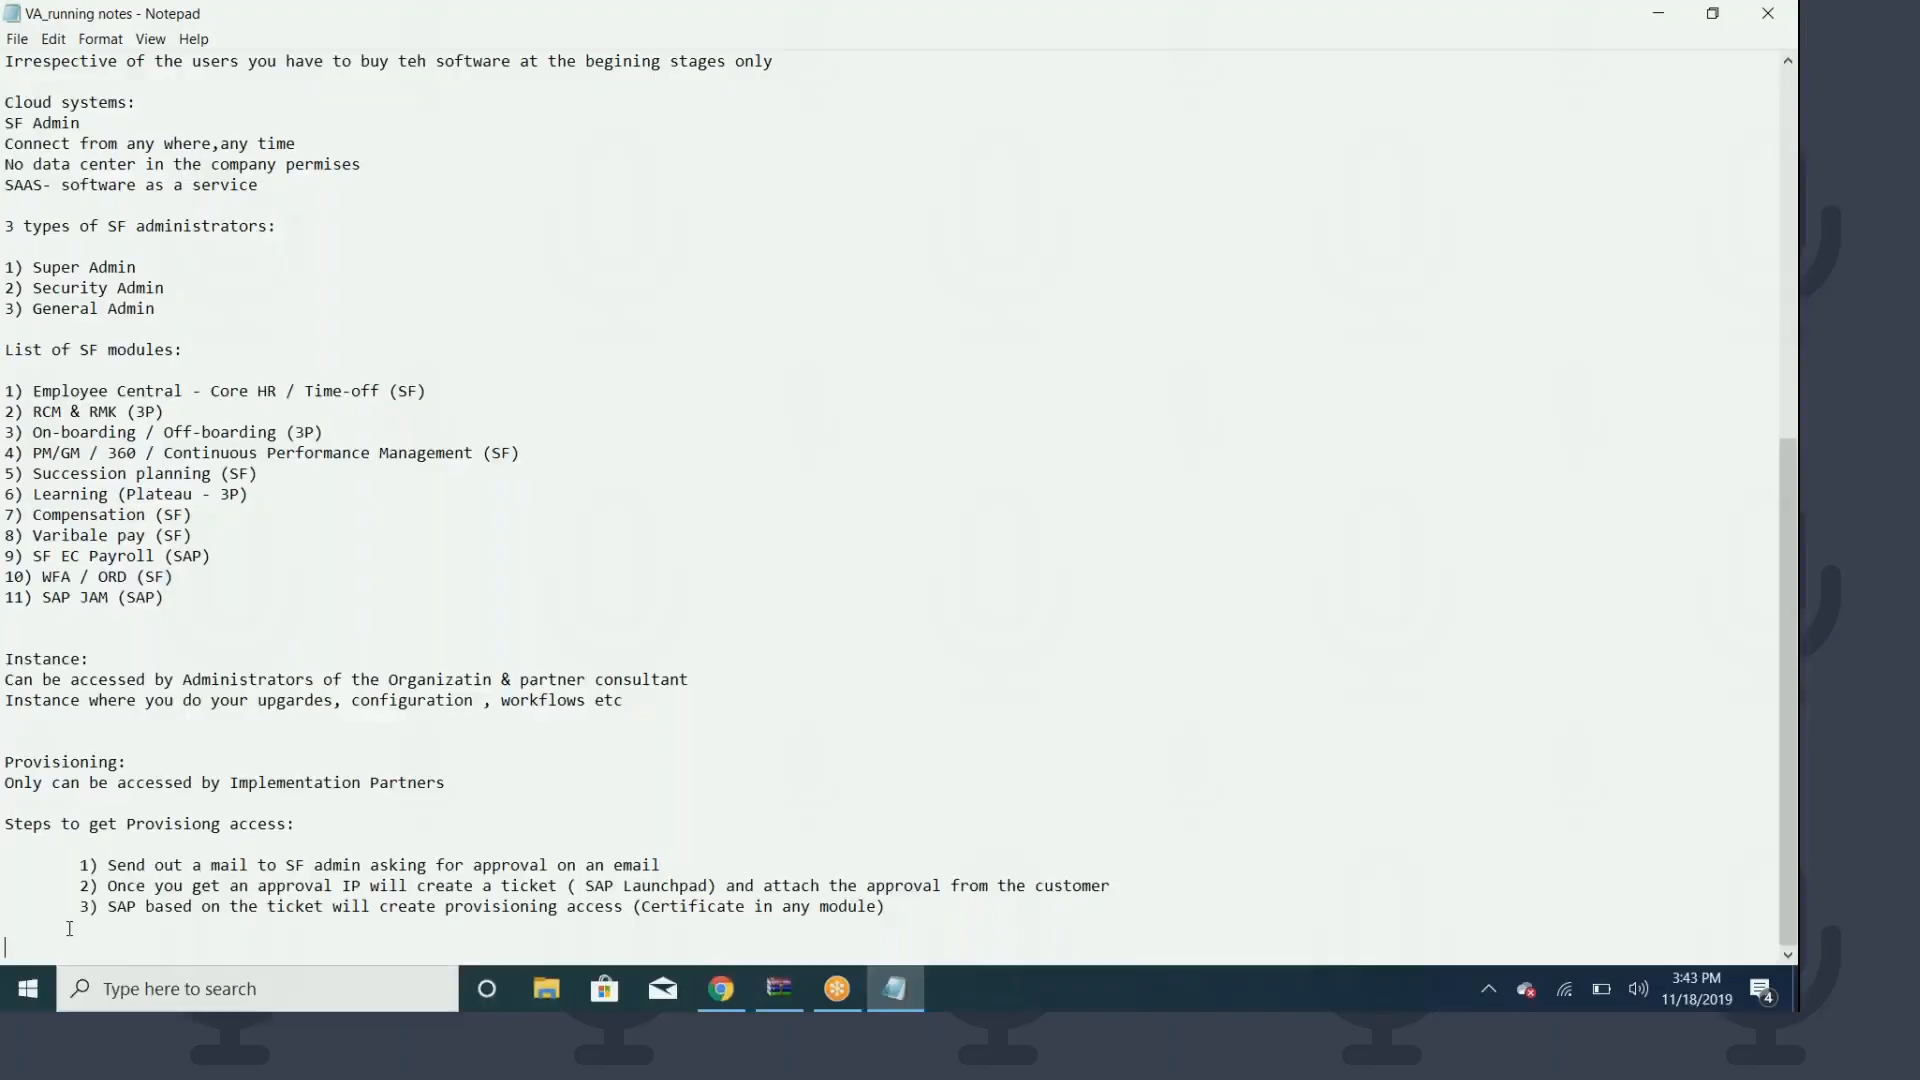 VA_running notes - Notepad
File Edit Format View Help
Irrespective of the users you have to buy teh software at the begining stages only
Cloud systems:
SF Admin
Connect from any where,any time
No data center in the company permises
SAAS- software as a service
3 types of SF administrators:
1) Super Admin
2) Security Admin
3) General Admin
List of SF modules:
1) Employee Central - Core HR / Time-off (SF)
2) RCM & RMK (3P)
3) On-boarding / Off-boarding (3P)
4) PM/GM / 360 / Continuous Performance Management (SF)
5) Succession planning (SF)
6) Learning (Plateau - 3P)
7) Compensation (SF)
8) Varibale pay (SF)
9) SF EC Payroll (SAP)
10) WFA / ORD (SF)
11) SAP JAM (SAP)
Instance:
Can be accessed by Administrators of the Organizatin & partner consultant
Instance where you do your upgardes, configuration , workflows etc
Provisioning:
Only can be accessed by Implementation Partners
Steps to get Provisiong access:
1) Send out a mail to SF admin asking for approval on an email
2) Once you get an approval IP will create a ticket ( SAP Launchpad) and attach the approval from the customer
3) SAP based on the ticket will create provisioning access (Certificate in any module)
Type here to search
3:43 PM
11/18/2019
4